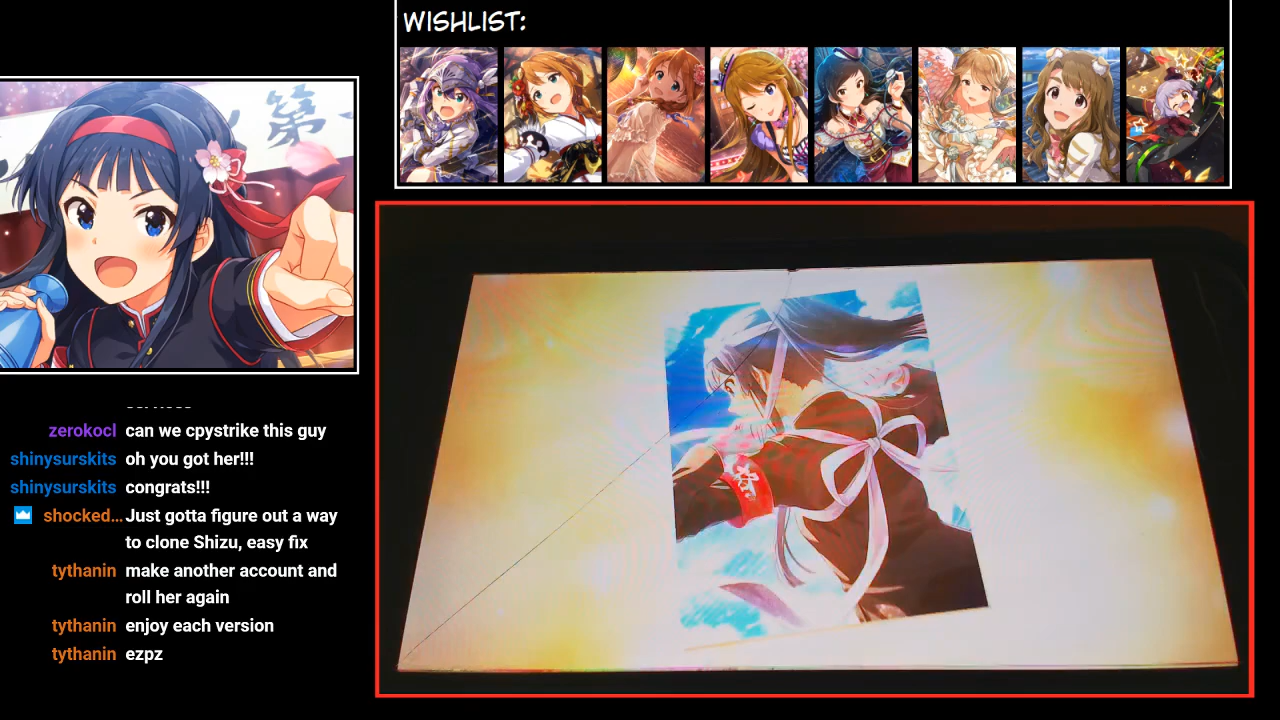 WISHLIST:
第
zerokocl can we cpystrike this guy
shinysurskits oh you got her!!!
shinysurskits congrats!!!
shocked… Just gotta figure out a way
to clone Shizu, easy fix
tythanin make another account and
roll her again
tythanin enjoy each version
tythanin ezpz